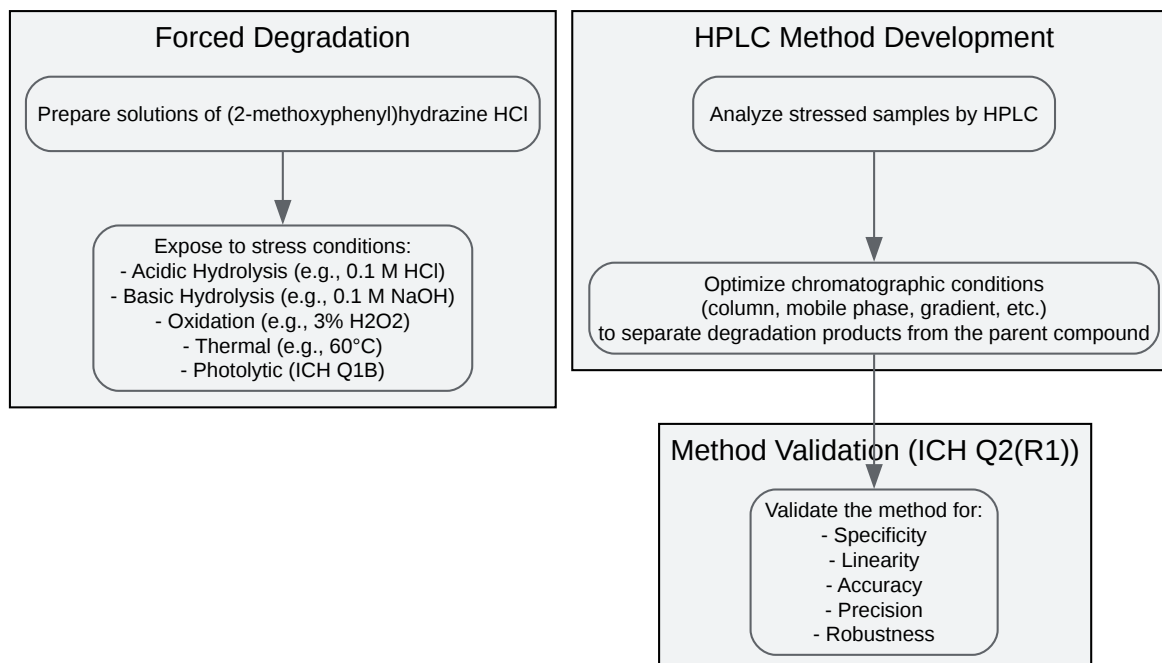 Forced Degradation
Prepare solutions of (2-methoxyphenyl)hydrazine HCl
Expose to stress conditions:
- Acidic Hydrolysis (e.g., 0.1 M HCl)
- Basic Hydrolysis (e.g., 0.1 M NaOH)
- Oxidation (e.g., 3% H2O2)
- Thermal (e.g., 60°C)
- Photolytic (ICH Q1B)
HPLC Method Development
Analyze stressed samples by HPLC
Optimize chromatographic conditions
(column, mobile phase, gradient, etc.)
to separate degradation products from the parent compound
Method Validation (ICH Q2(R1))
Validate the method for:
- Specificity
- Linearity
- Accuracy
- Precision
- Robustness